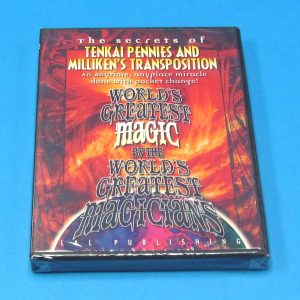 the secrets of
TENKAI PENNIES AND
MILLIKEN'S TRANSPOSITION
an anytime, anyplace miracle
done with pocket change!
WORLD'S
GREATEST
MAGIC
BY THE
WORLD'S
GREATEST
MAGICIANS
L&L PUBLISHING